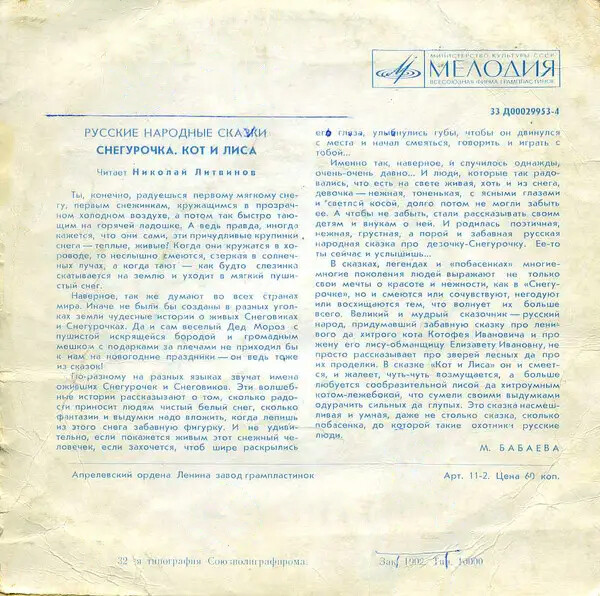 МИНИСТЕРСТВО КУЛЬТУРЫ СССР
МЕЛОДИЯ
ВСЕСОЮЗНАЯ ФИРМА ГРАМПЛАСТИНОК
33 Д00029953-4
РУССКИЕ НАРОДНЫЕ СКАЗКИ
СНЕГУРОЧКА. КОТ И ЛИСА
Читает Николай Литвинов
Ты, конечно, радуешься первому мягкому сне-
гу, первым снежинкам, кружащимся в прозрач-
ном холодном воздухе, а потом так быстро таю-
щим на горячей ладошке. А ведь правда, иногда
кажется, что они сами, эти причудливые крупинки
снега — теплые, живые! Когда они кружатся в хо-
роводе, то неслышно смеются, сверкая в солнеч-
ных лучах, а когда тают — как будто слезинка
скатывается на землю и уходит в мягкий пушис-
тый снег.
Наверное, так же думают во всех странах
мира. Иначе не были бы созданы в разных угол-
ках земли чудесные истории о живых Снеговиках
и Снегурочках. Да и сам веселый Дед Мороз с
пушистой искрящейся бородой и громадным
мешком с подарками за плечами не приходил бы
к нам на новогодние праздники — он ведь тоже
из сказок!
По-разному на разных языках звучат имена
оживших Снегурочек и Снеговиков. Эти волшеб-
ные истории рассказывают о том, сколько радо-
сти приносит людям чистый белый снег, сколько
фантазии и выдумки надо вложить, когда лепишь
из этого снега забавную фигурку. И не удиви-
тельно, если покажется живым этот снежный че-
ловечек, если захочется, чтоб шире раскрылись
его глаза, улыбнулись губы, чтобы он двинулся
с места и начал смеяться, говорить и играть с
тобой...
Именно так, наверное, и случилось однажды,
очень-очень давно... И люди, которые так радо-
вались, что есть на свете живая, хоть и из снега,
девочка — нежная, тоненькая, с ясными глазами
и светлой косой, долго потом не могли забыть
ее. А чтобы не забыть, стали рассказывать своим
детям и внукам о ней. И родилась поэтичная,
нежная, грустная, а порой и забавная русская
народная сказка про девочку-Снегурочку. Ее-то
ты сейчас и услышишь...
В сказках, легендах и «побасенках» многие-
многие поколения людей выражают не только
свои мечты о красоте и нежности, как в «Снегу-
рочке», но и смеются или сочувствуют, негодуют
или восхищаются тем, что волнует их больше
всего. Великий и мудрый сказочник — русский
народ, придумавший забавную сказку про лени-
вого да хитрого кота Котофея Ивановича и про
жену его лису-обманщицу Елизавету Ивановну, не
просто рассказывает про зверей лесных да про
их проделки. В сказке «Кот и Лиса» он и смеет-
ся, и жалеет, чуть-чуть возмущается, а больше
любуется сообразительной лисой да хитроумным
котом-лежебокой, что сумели своими выдумками
одурачить сильных да глупых. Это сказка насмеш-
ливая и умная, даже не столько сказка, сколько
побасенка, до которой такие охотники русские
люди.
М. БАБАЕВА
Апрелевский ордена Ленина завод грампластинок
Арт. 11-2. Цена 60 коп.
32-я типография Союзполиграфпрома.
Зак. 1902 Тир. 10000